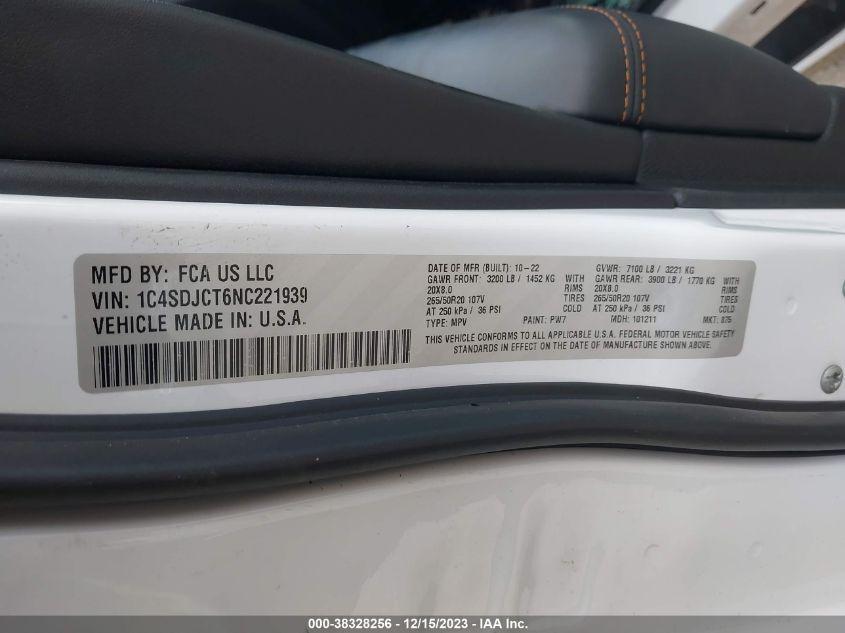 MFD BY: FCA US LLC
VIN: 1C4SDJCT6NC221939
VEHICLE MADE IN: U.S.A.
DATE OF MFR (BUILT): 10-22
GAWR FRONT: 3200 LB / 1452 KG WITH
20X8.0 RIMS
265/50R20 107V TIRES
AT 250 kPa / 36 PSI COLD
TYPE: MPV PAINT: PW7 MDH: 101211 MKT: 875
GVWR: 7100 LB / 3221 KG
GAWR REAR: 3900 LB / 1770 KG WITH
20X8.0 RIMS
265/50R20 107V TIRES
AT 250 kPa / 36 PSI COLD
THIS VEHICLE CONFORMS TO ALL APPLICABLE U.S.A. FEDERAL MOTOR VEHICLE SAFETY
STANDARDS IN EFFECT ON THE DATE OF MANUFACTURE SHOWN ABOVE.
000-38328256 - 12/15/2023 - IAA Inc.